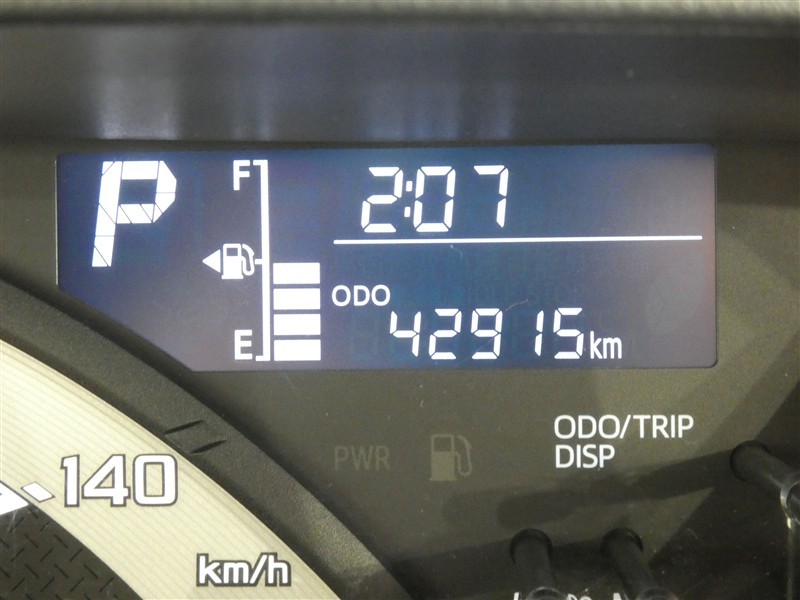 P
F
2:07
ODO
42915km
E
ODO/TRIP
DISP
PWR
140
km/h